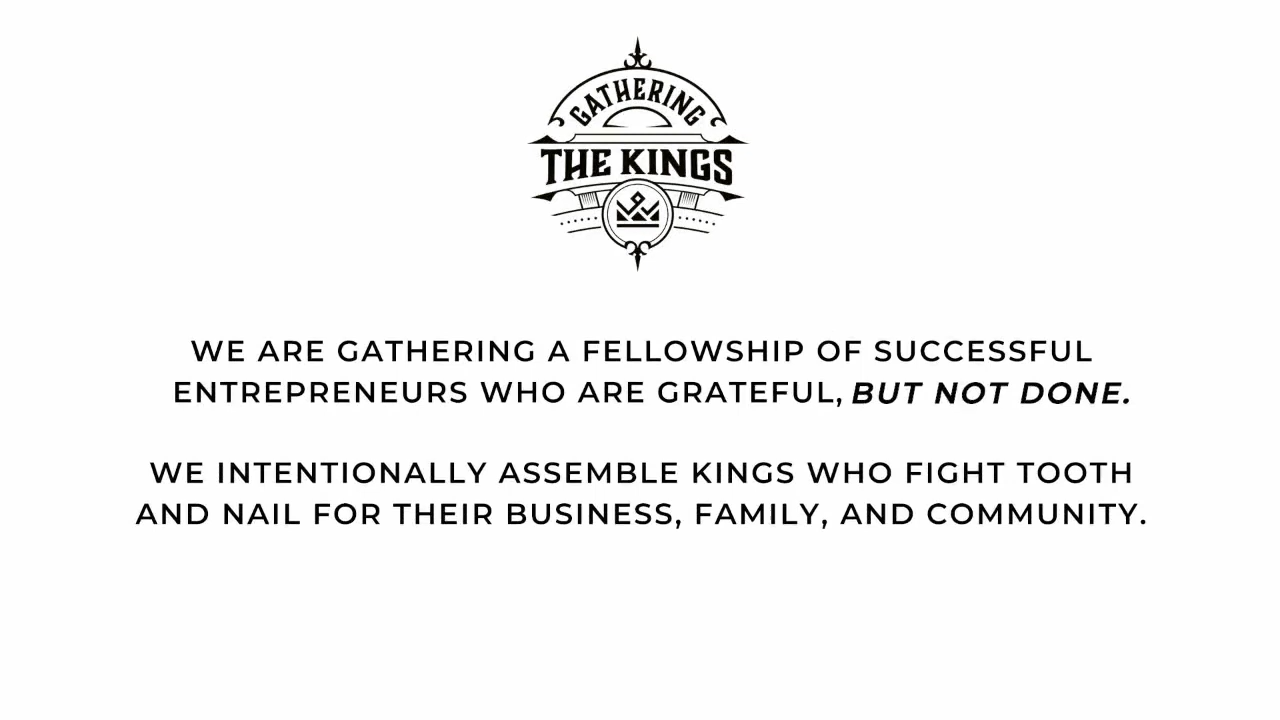 GATHERING
THE KINGS
WE ARE GATHERING A FELLOWSHIP OF SUCCESSFUL
ENTREPRENEURS WHO ARE GRATEFUL, BUT NOT DONE.
WE INTENTIONALLY ASSEMBLE KINGS WHO FIGHT TOOTH
AND NAIL FOR THEIR BUSINESS, FAMILY, AND COMMUNITY.